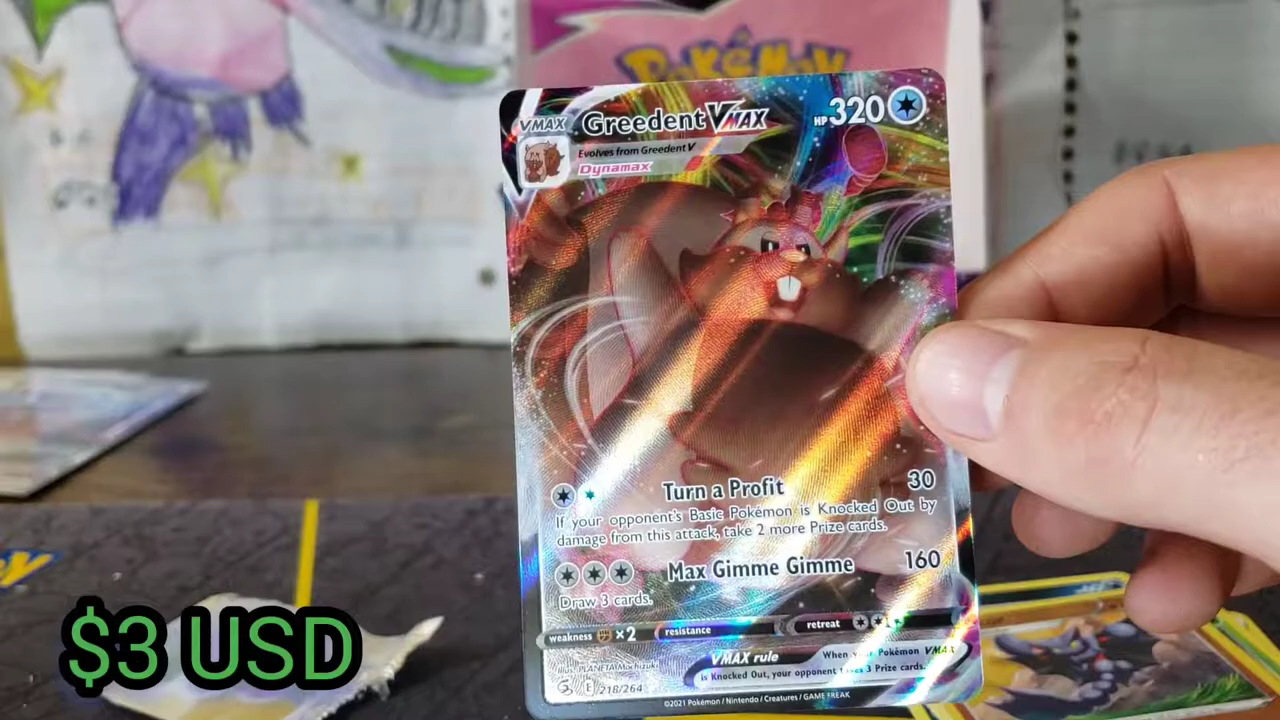 Pokémon
VMAX Greedent VMAX HP 320
Evolves from Greedent V
Dynamax
Turn a Profit 30
If your opponent's Basic Pokémon is Knocked Out by
damage from this attack, take 2 more Prize cards.
Max Gimme Gimme 160
Draw 3 cards.
weakness ×2 resistance retreat
VMAX rule When your Pokémon VMAX
is Knocked Out, your opponent takes 3 Prize cards.
Illus. PLANETA Mochizuki
E 218/264
©2021 Pokémon / Nintendo / Creatures / GAME FREAK
$3 USD